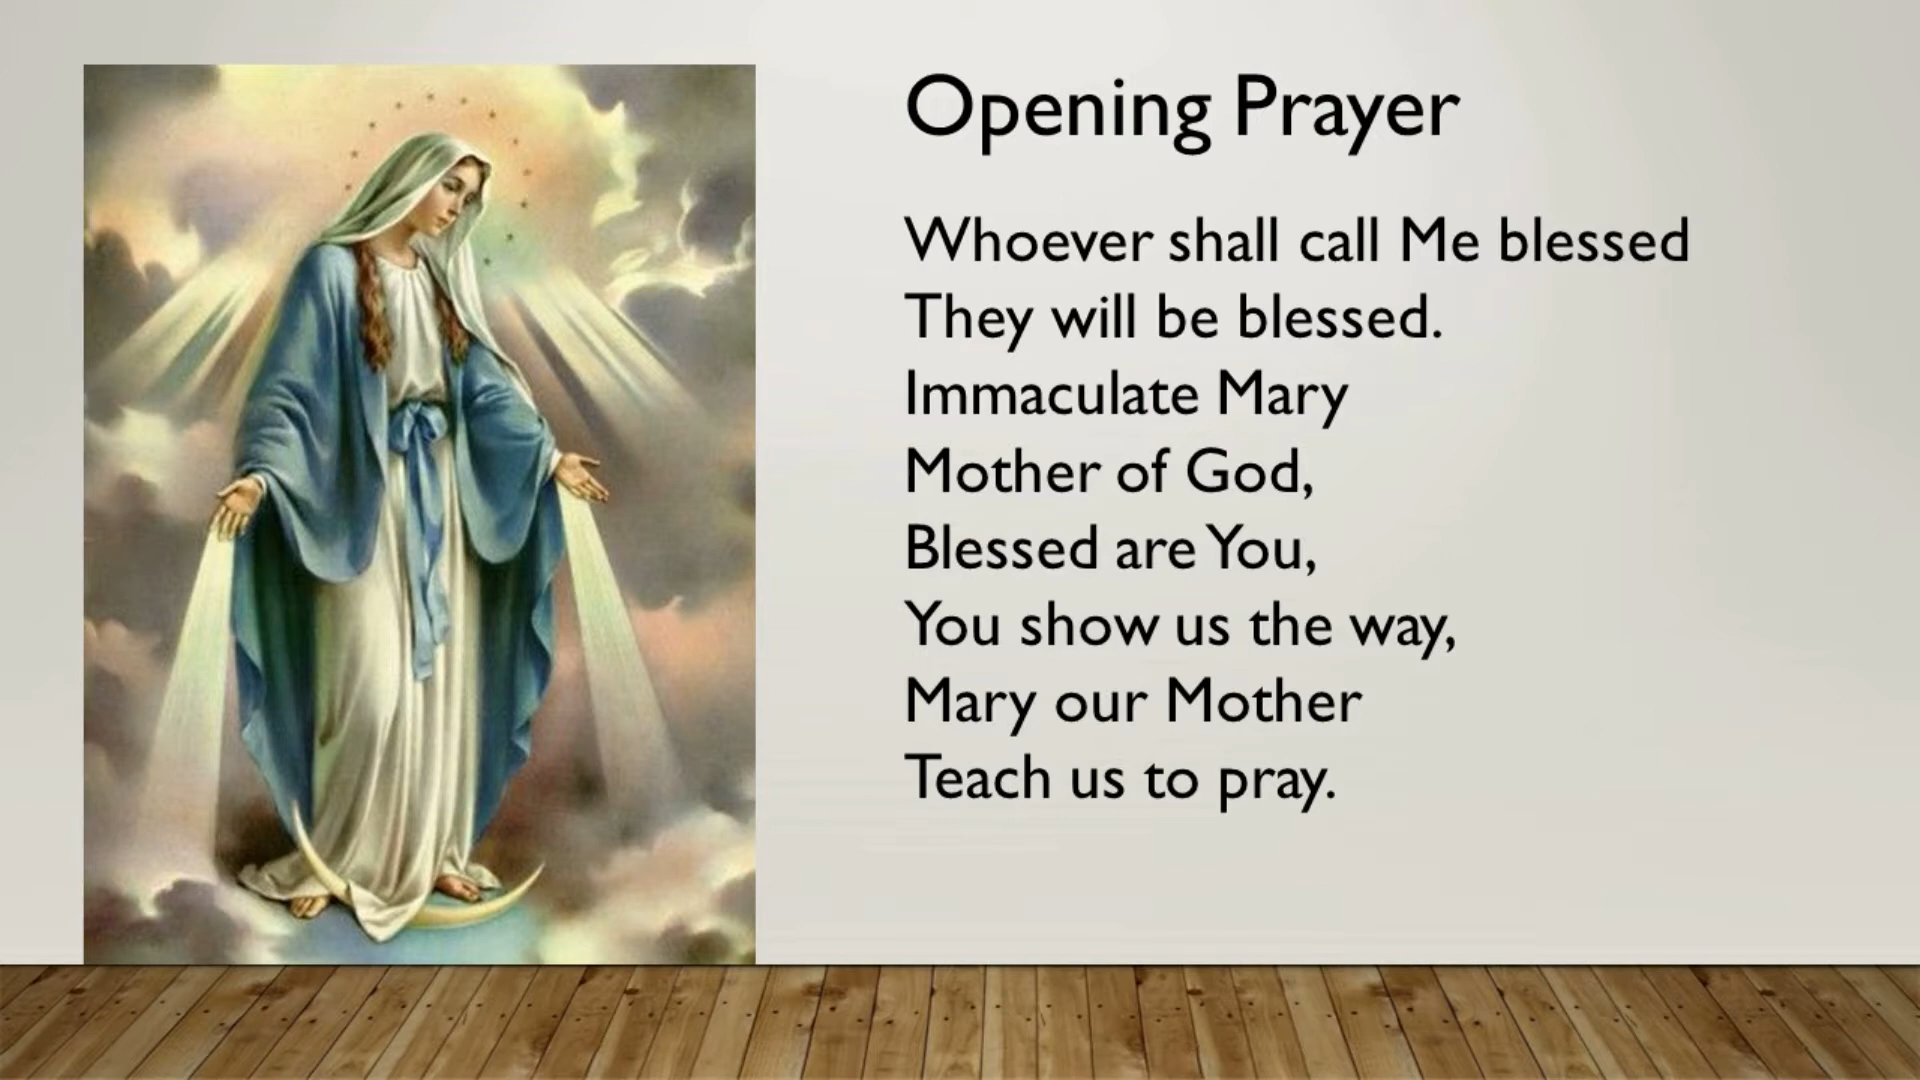 Opening Prayer
Whoever shall call Me blessed
They will be blessed.
Immaculate Mary
Mother of God,
Blessed are You,
You show us the way,
Mary our Mother
Teach us to pray.